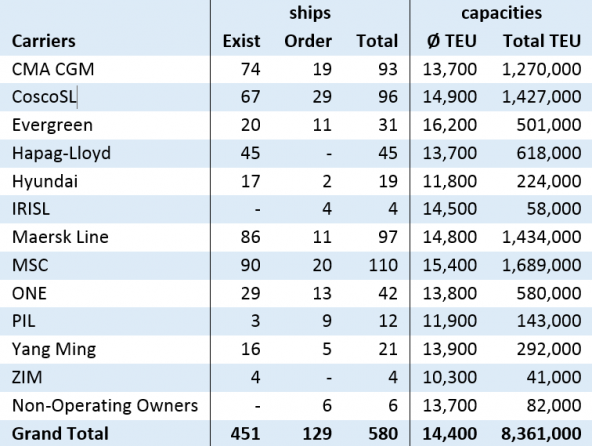 ships capacities
Carriers Exist Order Total Ø TEU Total TEU
CMA CGM 74 19 93 13,700 1,270,000
CoscoSL 67 29 96 14,900 1,427,000
Evergreen 20 11 31 16,200 501,000
Hapag-Lloyd 45 - 45 13,700 618,000
Hyundai 17 2 19 11,800 224,000
IRISL - 4 4 14,500 58,000
Maersk Line 86 11 97 14,800 1,434,000
MSC 90 20 110 15,400 1,689,000
ONE 29 13 42 13,800 580,000
PIL 3 9 12 11,900 143,000
Yang Ming 16 5 21 13,900 292,000
ZIM 4 - 4 10,300 41,000
Non-Operating Owners - 6 6 13,700 82,000
Grand Total 451 129 580 14,400 8,361,000